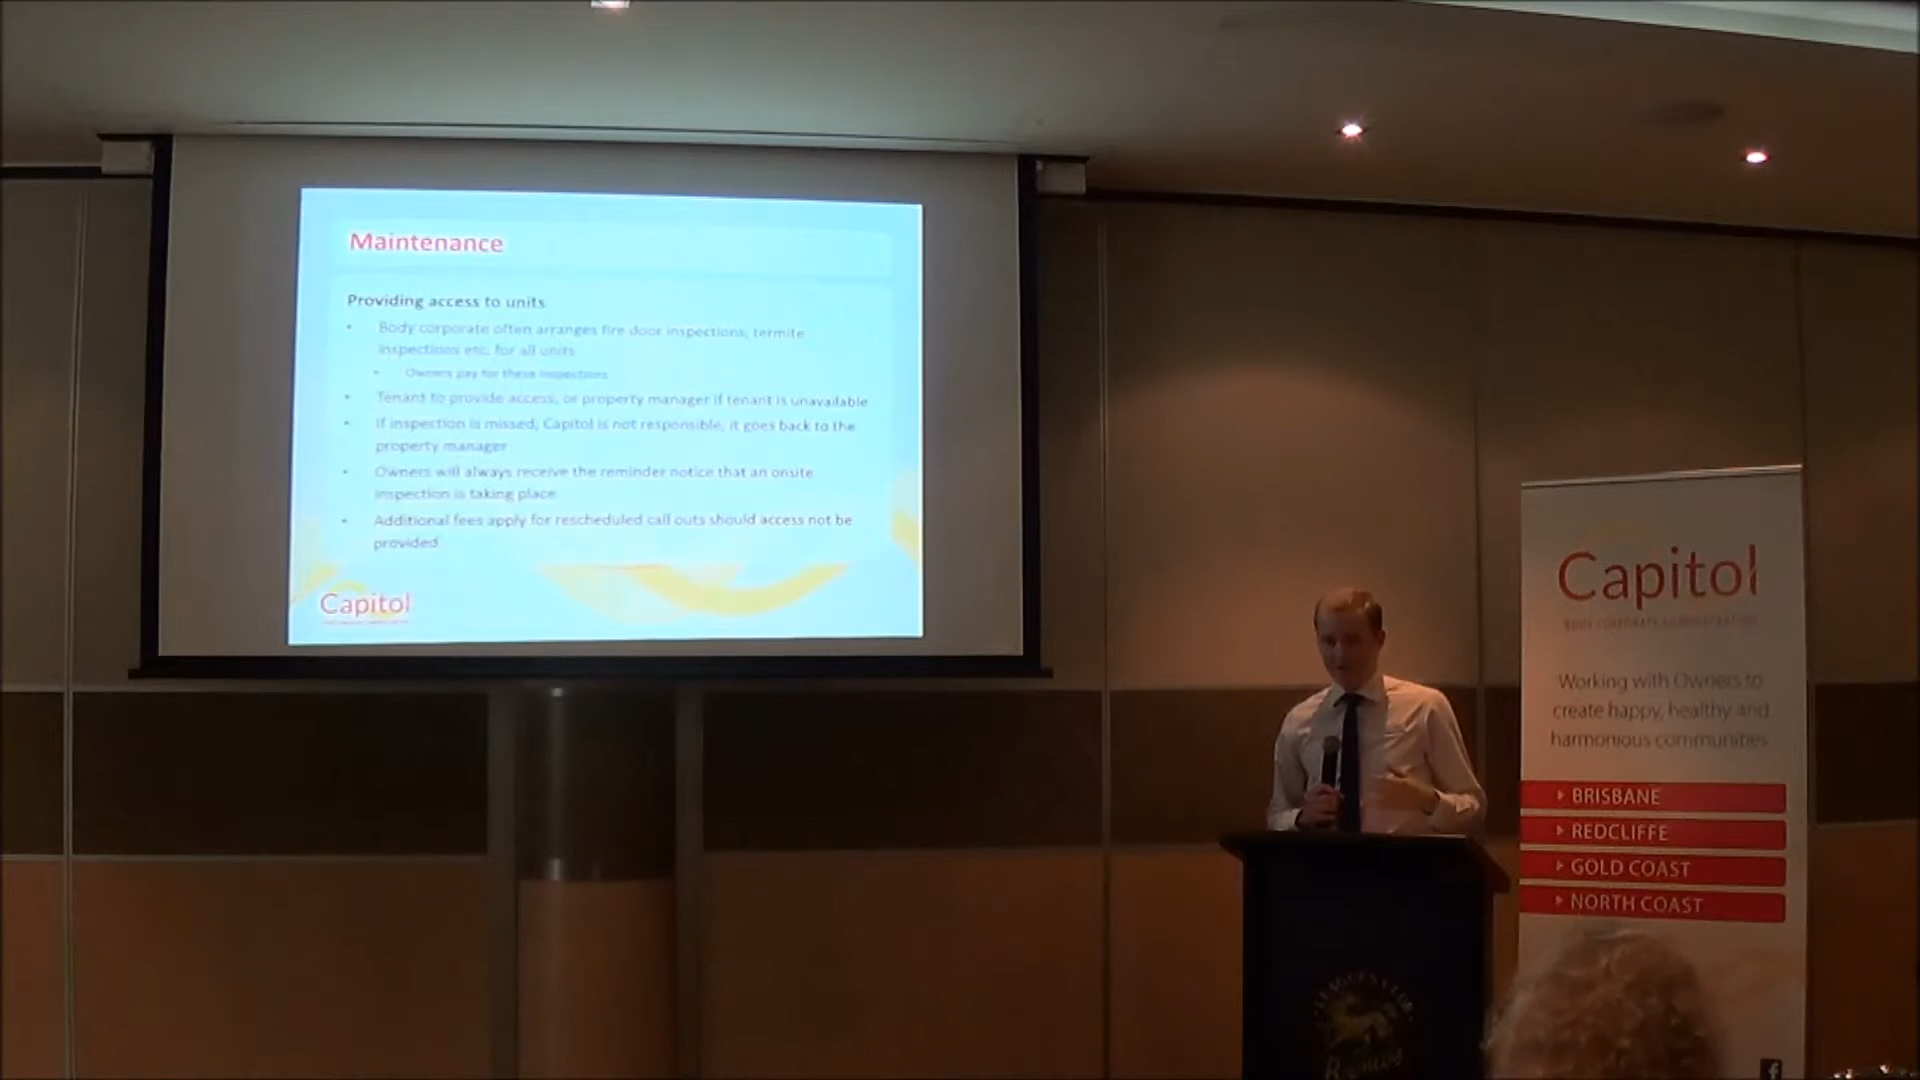 Maintenance
Providing access to units
• Body corporate often arranges fire door inspections, termite
inspections etc. for all units
• Owners pay for these inspections
• Tenant to provide access, or property manager if tenant is unavailable
• If inspection is missed, Capitol is not responsible, it goes back to the
property manager
• Owners will always receive the reminder notice that an onsite
inspection is taking place
• Additional fees apply for rescheduled call outs should access not be
provided
Capitol
Capitol
BODY CORPORATE ADMINISTRATION
Working with Owners to
create happy, healthy and
harmonious communities.
BRISBANE
REDCLIFFE
GOLD COAST
NORTH COAST
LEAGUES CLUB
f